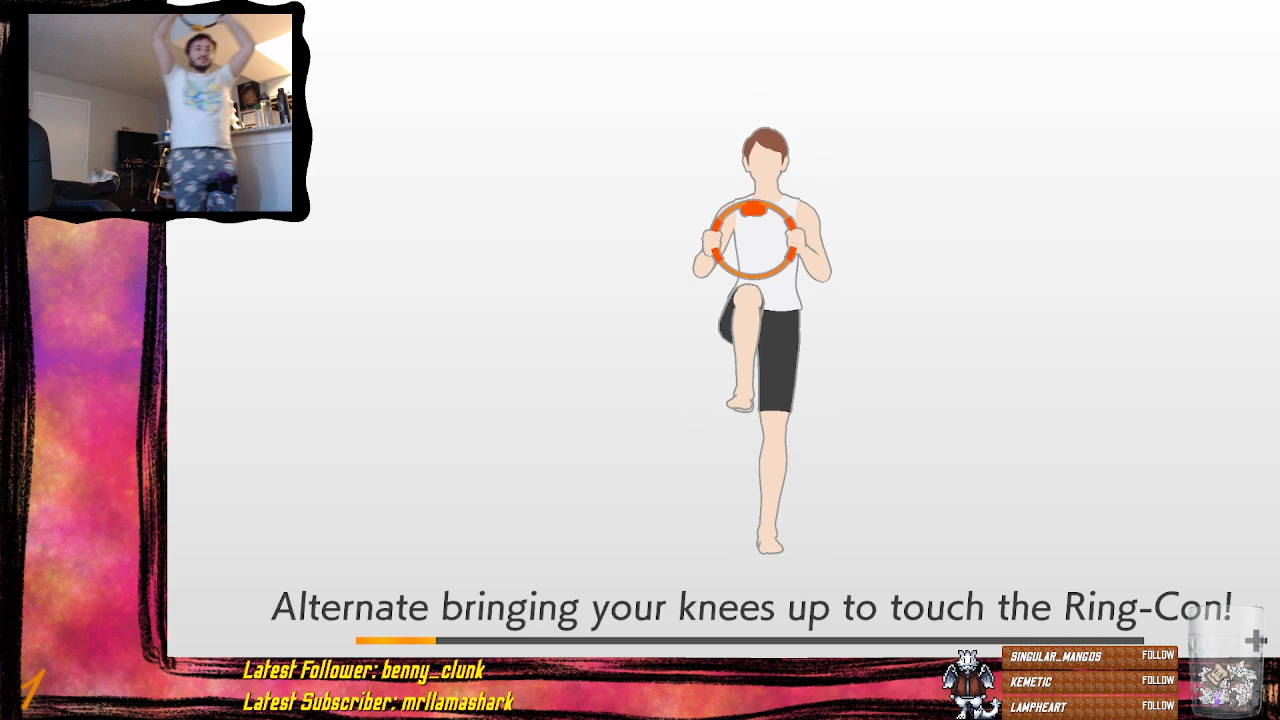 Alternate bringing your knees up to touch the Ring-Con!
Latest Follower: benny_clunk
Latest Subscriber: mrllamashark
SINGULAR_MANGOS FOLLOW
KEMETIC FOLLOW
LAMPHEART FOLLOW
1